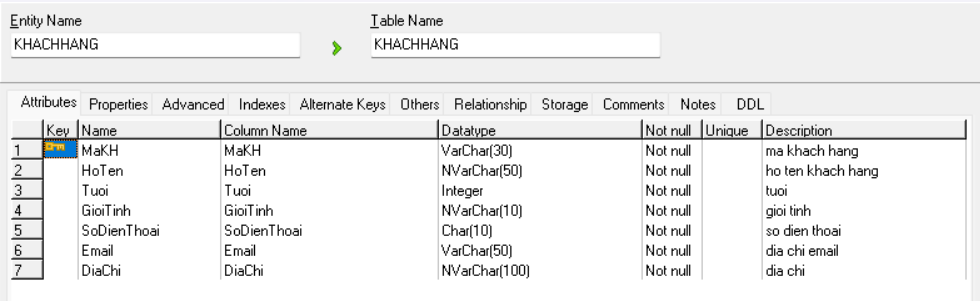 Entity Name Table Name
KHACHHANG KHACHHANG
Attributes Properties Advanced Indexes Alternate Keys Others Relationship Storage Comments Notes DDL
Key Name Column Name Datatype Not null Unique Description
1 MaKH MaKH VarChar(30) Not null ma khach hang
2 HoTen HoTen NVarChar(50) Not null ho ten khach hang
3 Tuoi Tuoi Integer Not null tuoi
4 GioiTinh GioiTinh NVarChar(10) Not null gioi tinh
5 SoDienThoai SoDienThoai Char(10) Not null so dien thoai
6 Email Email VarChar(50) Not null dia chi email
7 DiaChi DiaChi NVarChar(100) Not null dia chi